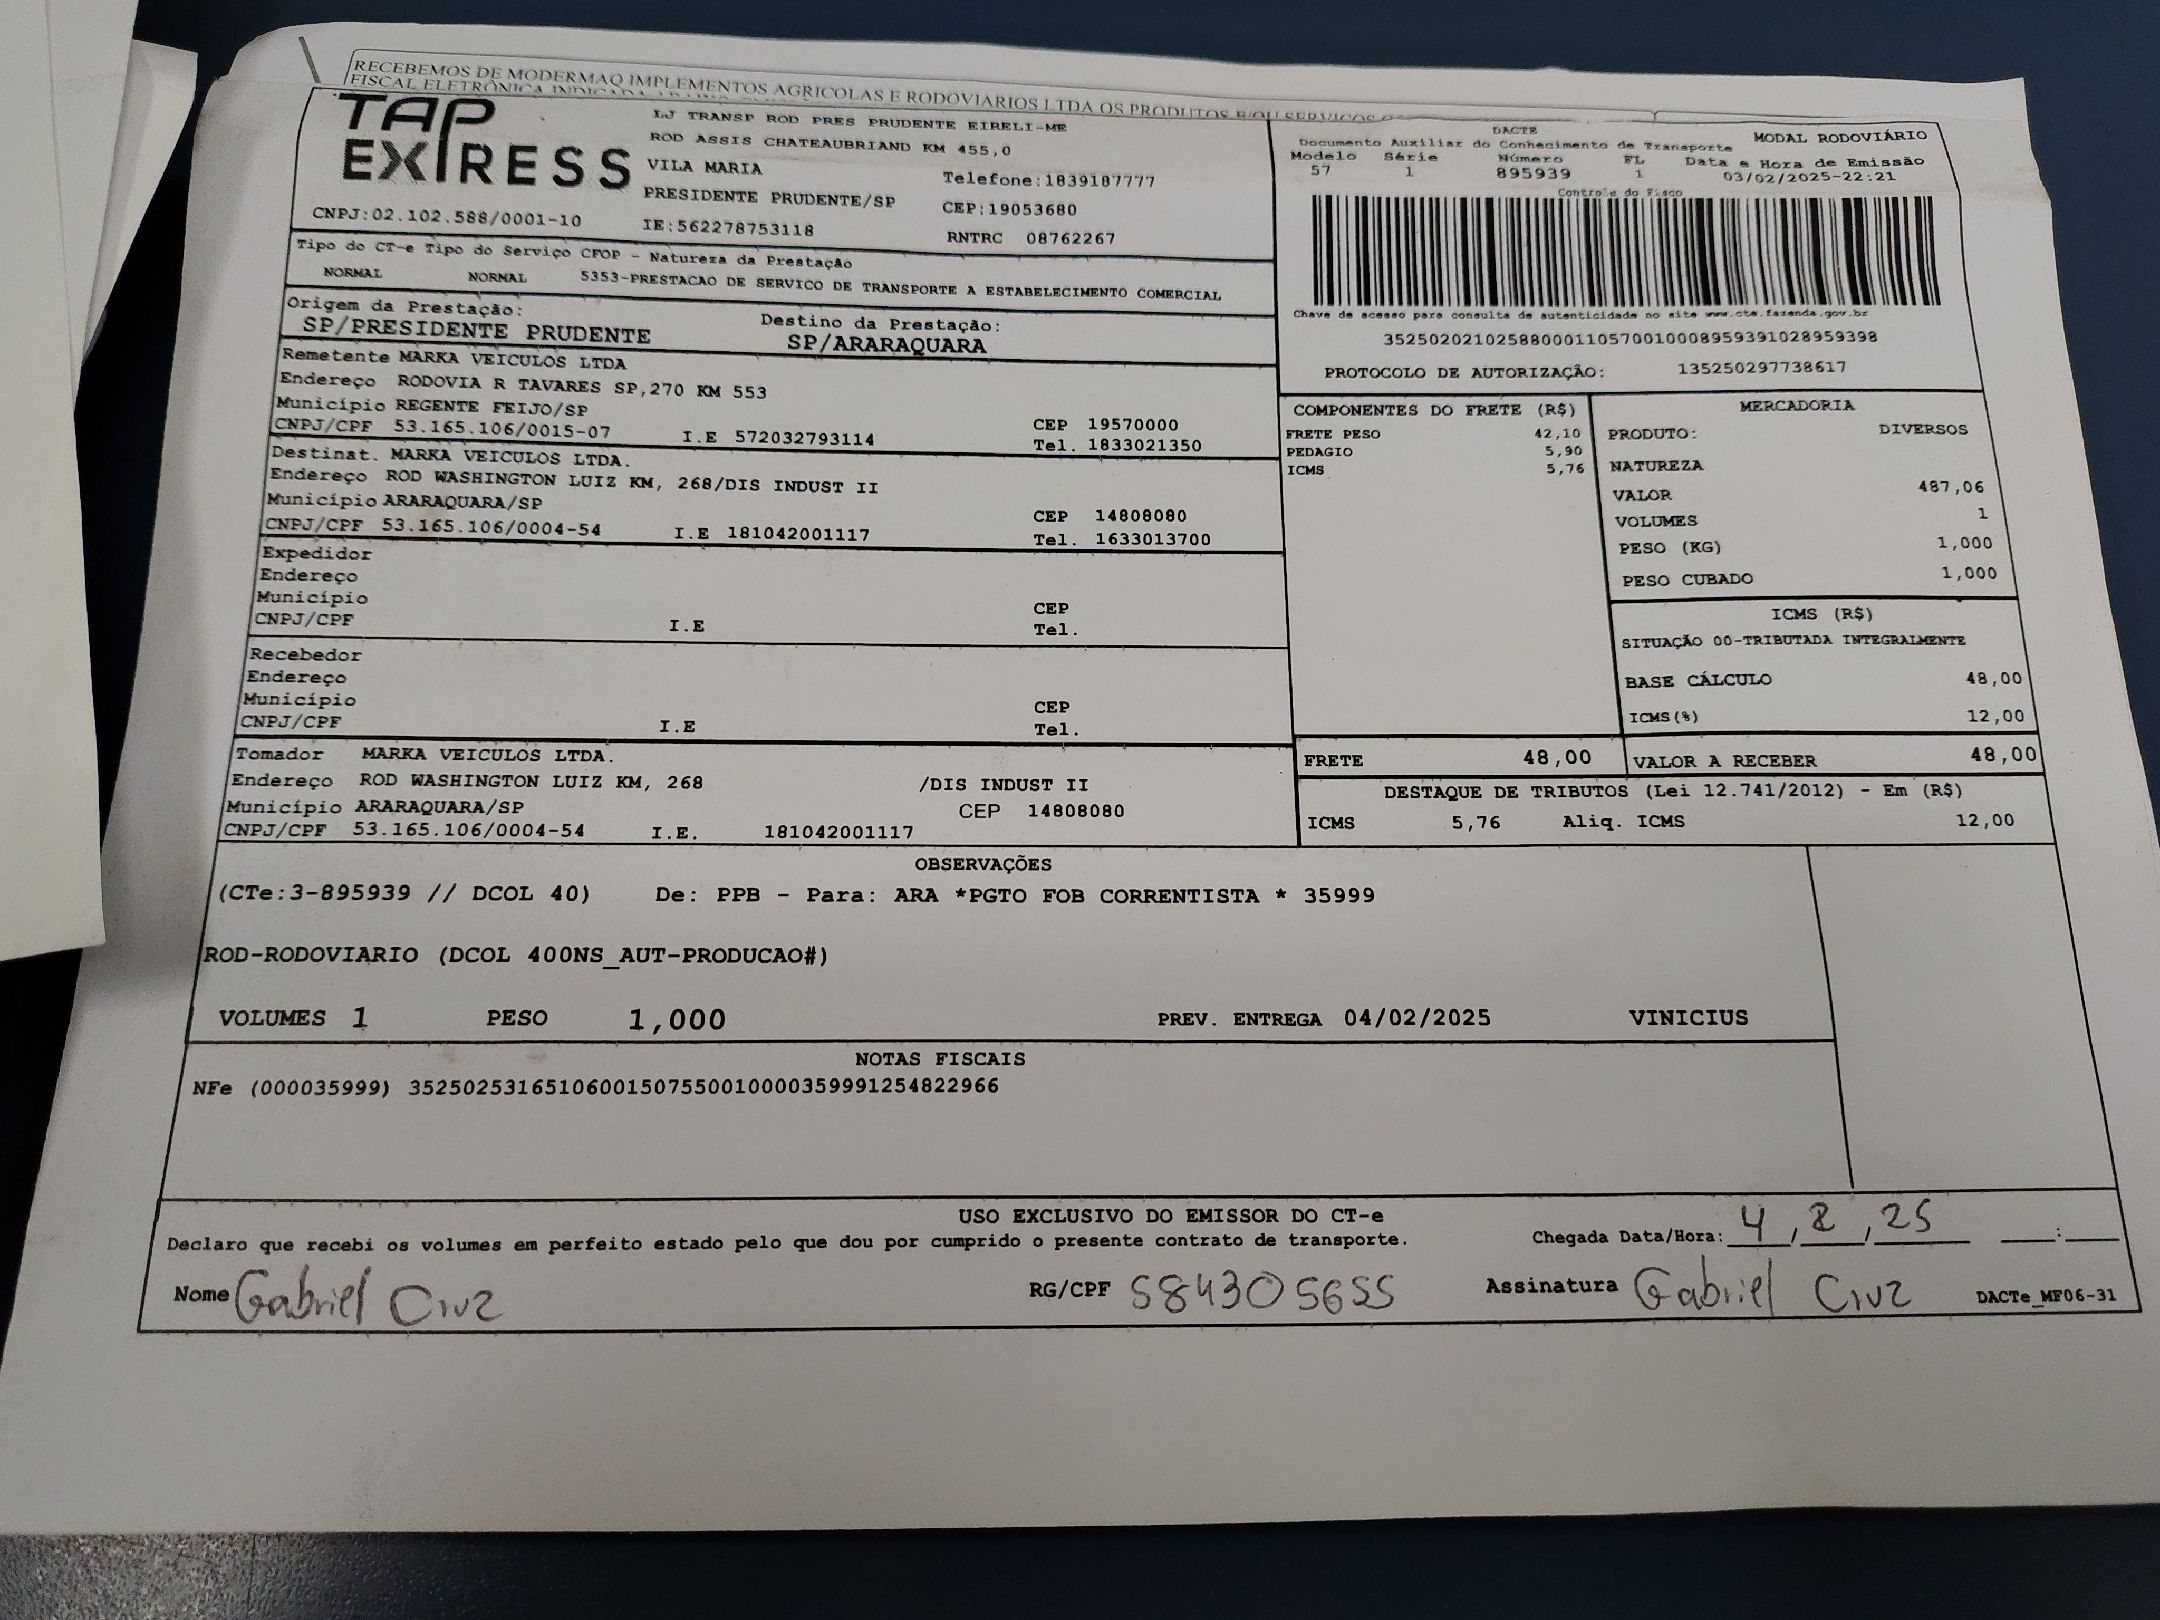 RECEBEMOS DE MODERMAQ IMPLEMENTOS AGRICOLAS E RODOVIARIOS LTDA OS PRODUTOS E/OU SERVIÇOS
FISCAL ELETRÔNICA INDICADA
TAP EXPRESS
LJ TRANSP ROD PRES PRUDENTE EIRELI-ME
ROD ASSIS CHATEAUBRIAND KM 455,0
VILA MARIA
Telefone:1839187777
PRESIDENTE PRUDENTE/SP CEP:19053680
CNPJ:02.102.588/0001-10 IE:562278753118 RNTRC 08762267
DACTE MODAL RODOVIÁRIO
Documento Auxiliar do Conhecimento de Transporte
Modelo Série Número FL Data e Hora de Emissão
57 1 895939 1 03/02/2025-22:21
Controle do Fisco
Chave de acesso para consulta de autenticidade no site www.cte.fazenda.gov.br
35250202102588000110570010008959391028959398
PROTOCOLO DE AUTORIZAÇÃO: 135250297738617
Tipo do CT-e Tipo do Serviço CFOP - Natureza da Prestação
NORMAL NORMAL 5353-PRESTACAO DE SERVICO DE TRANSPORTE A ESTABELECIMENTO COMERCIAL
Origem da Prestação: Destino da Prestação:
SP/PRESIDENTE PRUDENTE SP/ARARAQUARA
Remetente MARKA VEICULOS LTDA
Endereço RODOVIA R TAVARES SP,270 KM 553
Município REGENTE FEIJO/SP CEP 19570000
CNPJ/CPF 53.165.106/0015-07 I.E 572032793114 Tel. 1833021350
Destinat. MARKA VEICULOS LTDA.
Endereço ROD WASHINGTON LUIZ KM, 268/DIS INDUST II
Município ARARAQUARA/SP CEP 14808080
CNPJ/CPF 53.165.106/0004-54 I.E 181042001117 Tel. 1633013700
Expedidor
Endereço
Município CEP
CNPJ/CPF I.E Tel.
Recebedor
Endereço
Município CEP
CNPJ/CPF I.E Tel.
Tomador MARKA VEICULOS LTDA.
Endereço ROD WASHINGTON LUIZ KM, 268 /DIS INDUST II
Município ARARAQUARA/SP CEP 14808080
CNPJ/CPF 53.165.106/0004-54 I.E. 181042001117
COMPONENTES DO FRETE (R$)
FRETE PESO 42,10
PEDAGIO 5,90
ICMS 5,76
MERCADORIA
PRODUTO: DIVERSOS
NATUREZA
VALOR 487,06
VOLUMES 1
PESO (KG) 1,000
PESO CUBADO 1,000
ICMS (R$)
SITUAÇÃO 00-TRIBUTADA INTEGRALMENTE
BASE CÁLCULO 48,00
ICMS(%) 12,00
FRETE 48,00 VALOR A RECEBER 48,00
DESTAQUE DE TRIBUTOS (Lei 12.741/2012) - Em (R$)
ICMS 5,76 Aliq. ICMS 12,00
OBSERVAÇÕES
(CTe:3-895939 // DCOL 40) De: PPB - Para: ARA *PGTO FOB CORRENTISTA * 35999
ROD-RODOVIARIO (DCOL 400NS_AUT-PRODUCAO#)
VOLUMES 1 PESO 1,000 PREV. ENTREGA 04/02/2025 VINICIUS
NOTAS FISCAIS
NFe (000035999) 35250253165106001507550010000359991254822966
USO EXCLUSIVO DO EMISSOR DO CT-e
Declaro que recebi os volumes em perfeito estado pelo que dou por cumprido o presente contrato de transporte. Chegada Data/Hora: 4, 2, 25 :
Nome Gabriel Cruz RG/CPF 584305655 Assinatura Gabriel Cruz DACTe_MF06-31